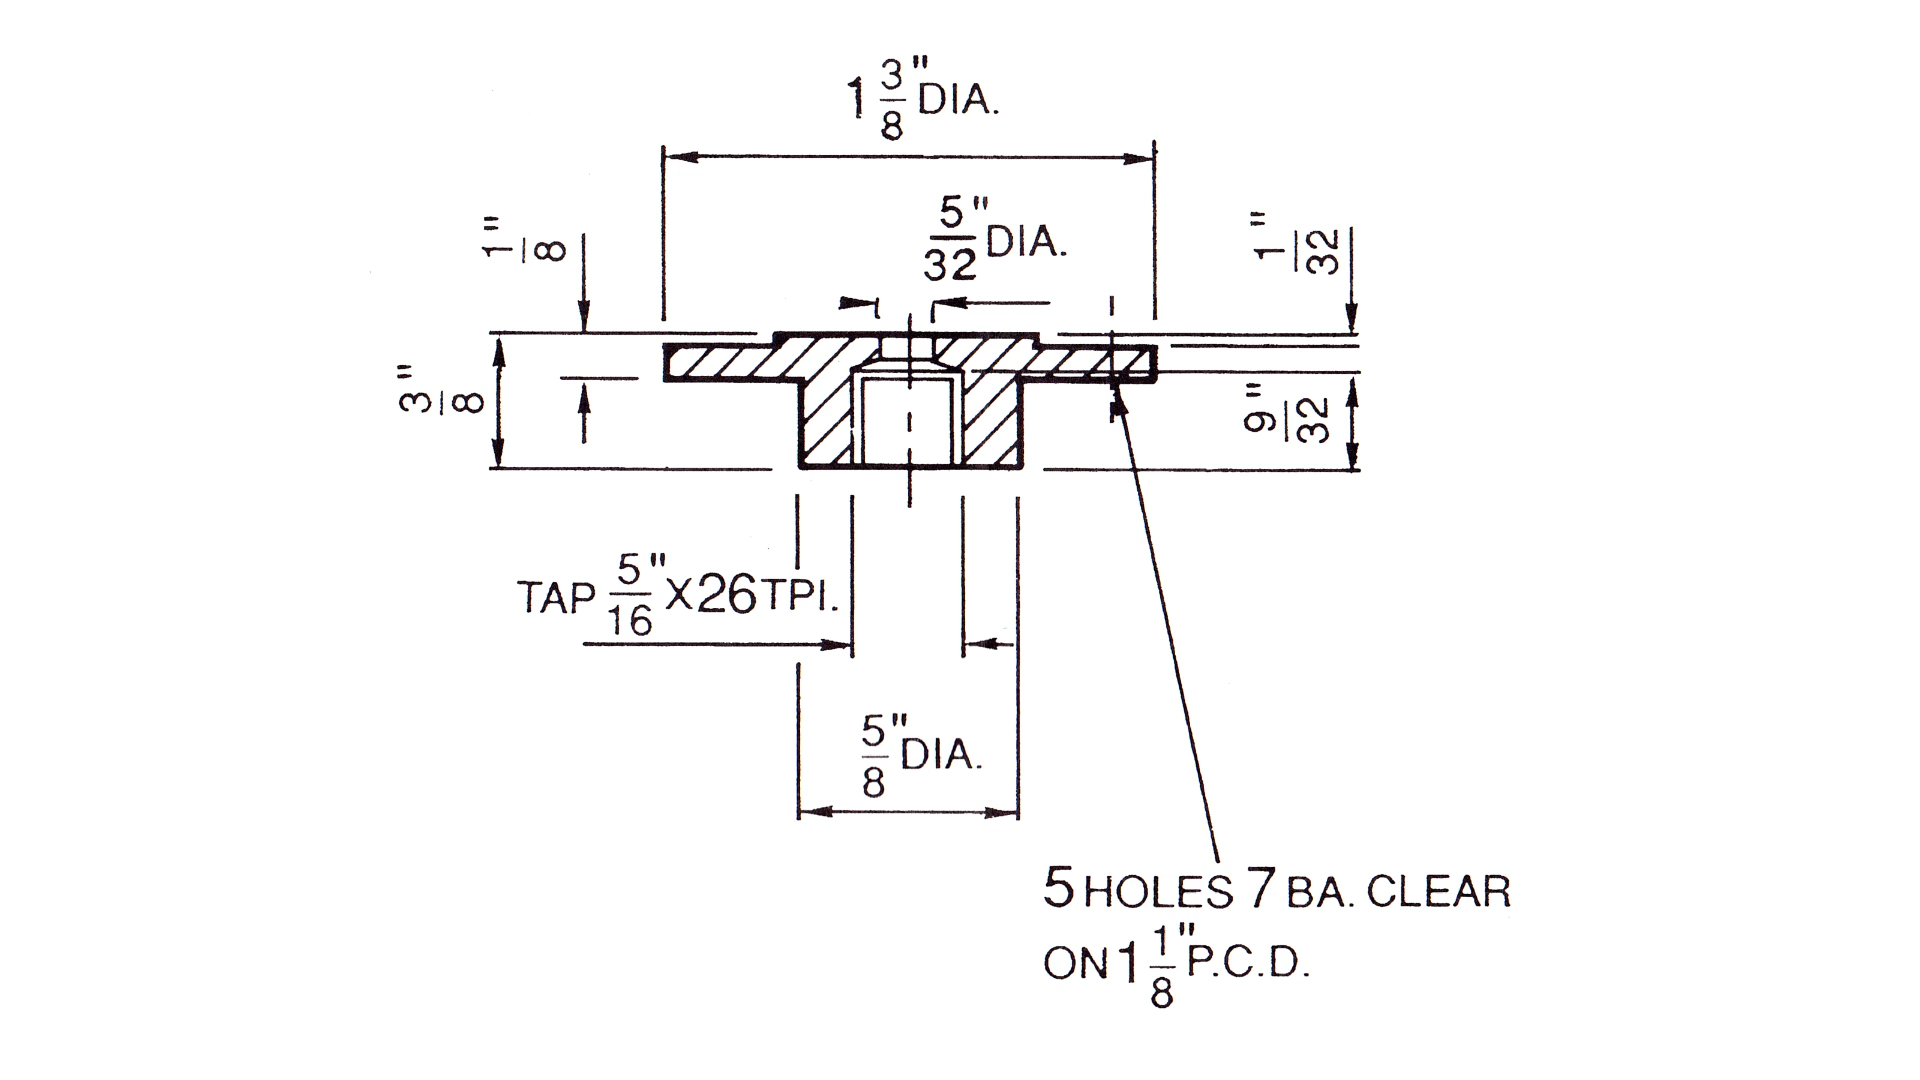 1 3/8" DIA.
5/32" DIA.
1/8"
1/32"
3/8"
9/32"
TAP 5/16" X 26 TPI.
5/8" DIA.
5 HOLES 7 BA. CLEAR
ON 1 1/8" P.C.D.